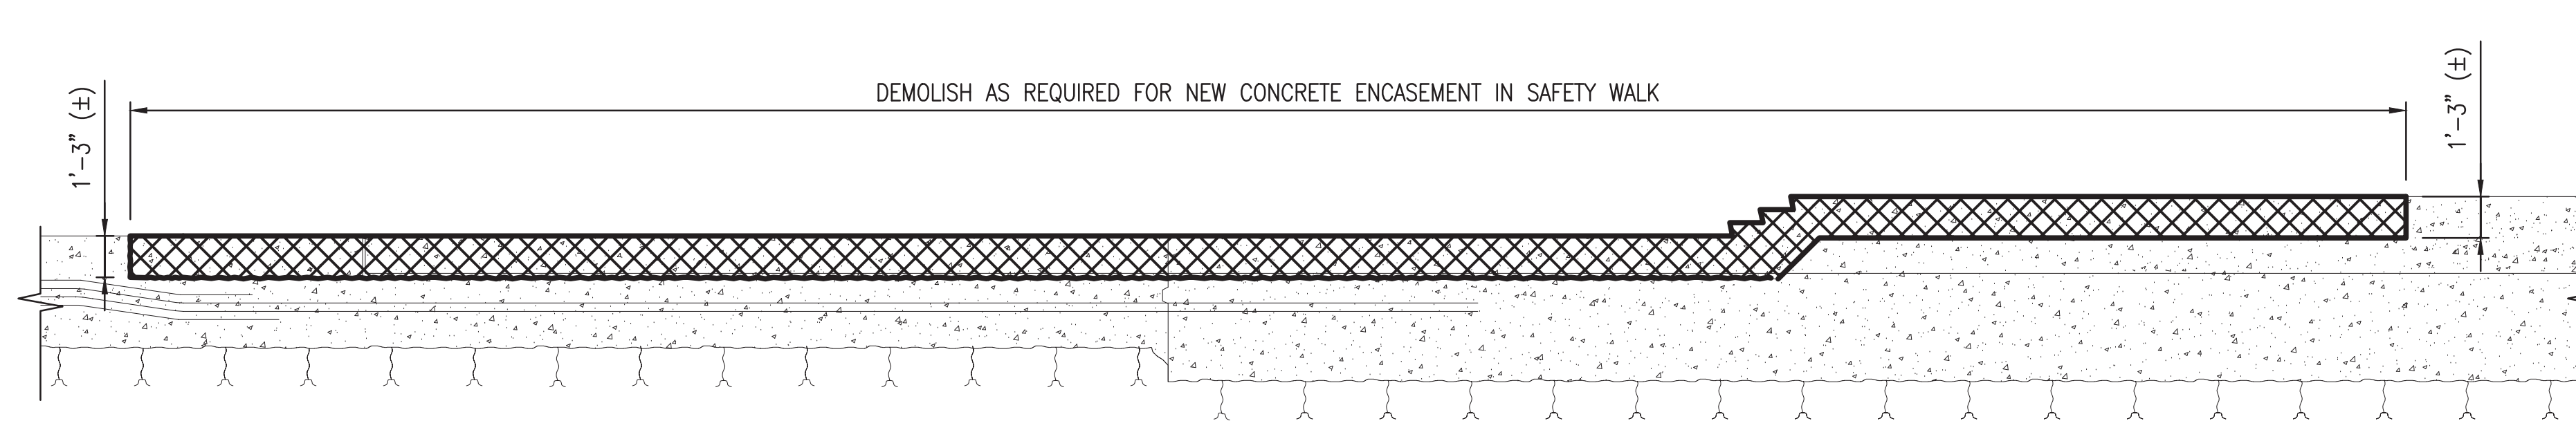 DEMOLISH AS REQUIRED FOR NEW CONCRETE ENCASEMENT IN SAFETY WALK
1'-3" (±)
1'-3" (±)